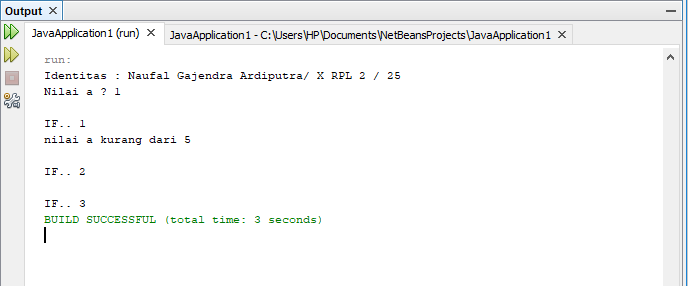 Output ×
JavaApplication1 (run) × JavaApplication1 - C:\Users\HP\Documents\NetBeansProjects\JavaApplication1 ×
run:
Identitas : Naufal Gajendra Ardiputra/ X RPL 2 / 25
Nilai a ? 1
IF.. 1
nilai a kurang dari 5
IF.. 2
IF.. 3
BUILD SUCCESSFUL (total time: 3 seconds)